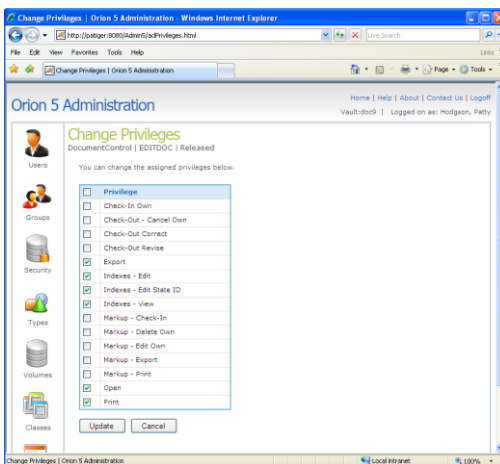 Change Privileges | Orion 5 Administration - Windows Internet Explorer
http://patiger:8080/Admin5/adPrivileges.html
Live Search
File Edit View Favorites Tools Help
Links
Change Privileges | Orion 5 Administration
Page
Tools
Orion 5 Administration
Home | Help | About | Contact Us | Logoff
Vault:doc9 | Logged on as: Hodgson, Patty
Change Privileges
DocumentControl | EDITDOC | Released
You can change the assigned privileges below.
Users
Groups
Security
Types
Volumes
Classes
Privilege
Check-In Own
Check-Out - Cancel Own
Check-Out Correct
Check-Out Revise
Export
Indexes - Edit
Indexes - Edit State ID
Indexes - View
Markup - Check-In
Markup - Delete Own
Markup - Edit Own
Markup - Export
Markup - Print
Open
Print
Update Cancel
Change Privileges | Orion 5 Administration
Local intranet
100%